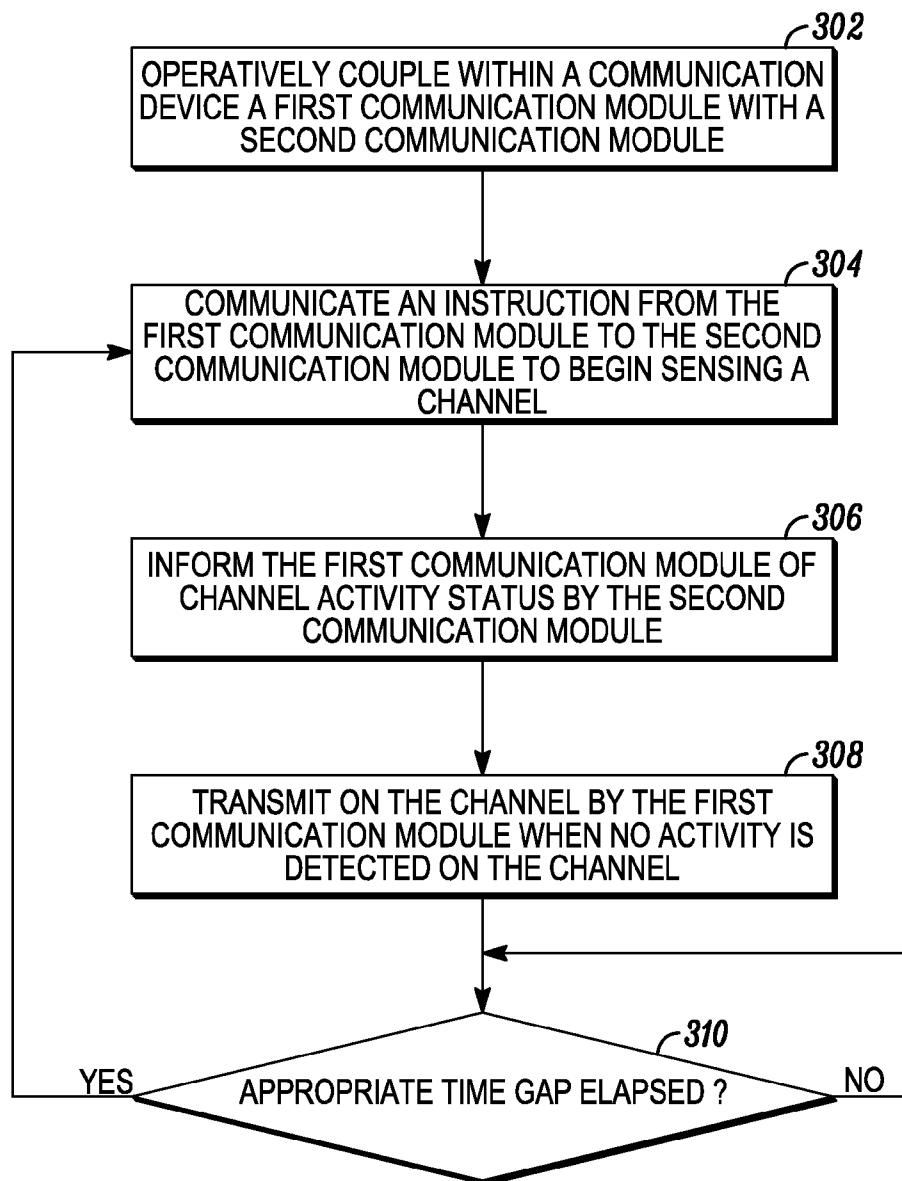 302
OPERATIVELY COUPLE WITHIN A COMMUNICATION
DEVICE A FIRST COMMUNICATION MODULE WITH A
SECOND COMMUNICATION MODULE
304
COMMUNICATE AN INSTRUCTION FROM THE
FIRST COMMUNICATION MODULE TO THE SECOND
COMMUNICATION MODULE TO BEGIN SENSING A
CHANNEL
306
INFORM THE FIRST COMMUNICATION MODULE OF
CHANNEL ACTIVITY STATUS BY THE SECOND
COMMUNICATION MODULE
308
TRANSMIT ON THE CHANNEL BY THE FIRST
COMMUNICATION MODULE WHEN NO ACTIVITY IS
DETECTED ON THE CHANNEL
310
YES
APPROPRIATE TIME GAP ELAPSED ?
NO